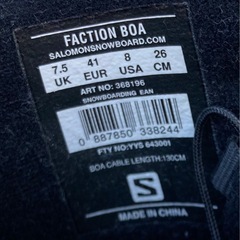 FACTION BOA
SALOMONSNOWBOARD.COM
7.5 41 8 26
UK EUR USA CM
ART NO: 368196
SNOWBOARDING EAN
0 887850 338244
FTY NO:YYS 643001
BOA CABLE LENGTH:130CM
S
MADE IN CHINA